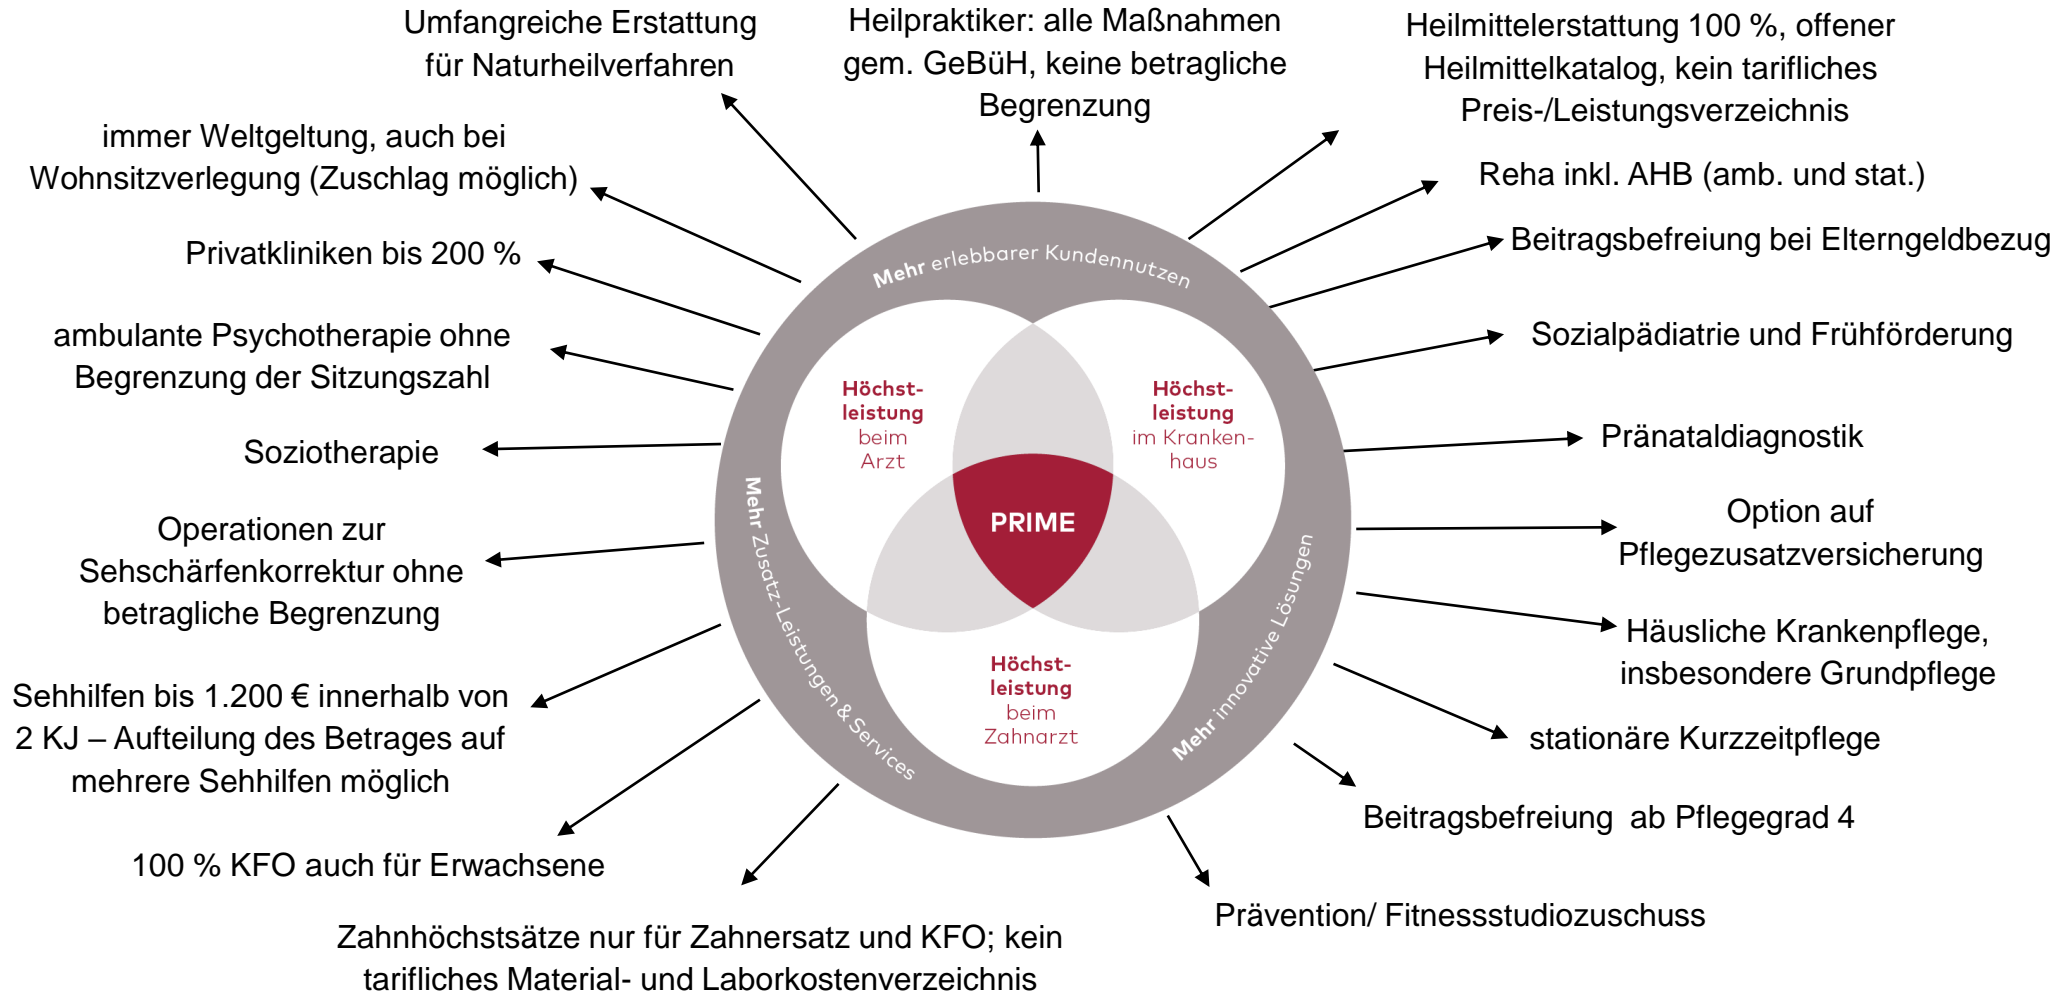 Umfangreiche Erstattung
für Naturheilverfahren
Heilpraktiker: alle Maßnahmen
gem. GeBüH, keine betragliche
Begrenzung
Heilmittelerstattung 100 %, offener
Heilmittelkatalog, kein tarifliches
Preis-/Leistungsverzeichnis
immer Weltgeltung, auch bei
Wohnsitzverlegung (Zuschlag möglich)
Reha inkl. AHB (amb. und stat.)
Privatkliniken bis 200 %
Beitragsbefreiung bei Elterngeldbezug
ambulante Psychotherapie ohne
Begrenzung der Sitzungszahl
Sozialpädiatrie und Frühförderung
Soziotherapie
Pränataldiagnostik
Operationen zur
Sehschärfenkorrektur ohne
betragliche Begrenzung
Option auf
Pflegezusatzversicherung
Häusliche Krankenpflege,
insbesondere Grundpflege
Sehhilfen bis 1.200 € innerhalb von
2 KJ – Aufteilung des Betrages auf
mehrere Sehhilfen möglich
stationäre Kurzzeitpflege
Beitragsbefreiung ab Pflegegrad 4
100 % KFO auch für Erwachsene
Prävention/ Fitnessstudiozuschuss
Zahnhöchstsätze nur für Zahnersatz und KFO; kein
tarifliches Material- und Laborkostenverzeichnis
Mehr erlebbarer Kundennutzen
Mehr Zusatz-Leistungen & Services
Mehr innovative Lösungen
Höchst-
leistung
beim
Arzt
Höchst-
leistung
im Kranken-
haus
PRIME
Höchst-
leistung
beim
Zahnarzt